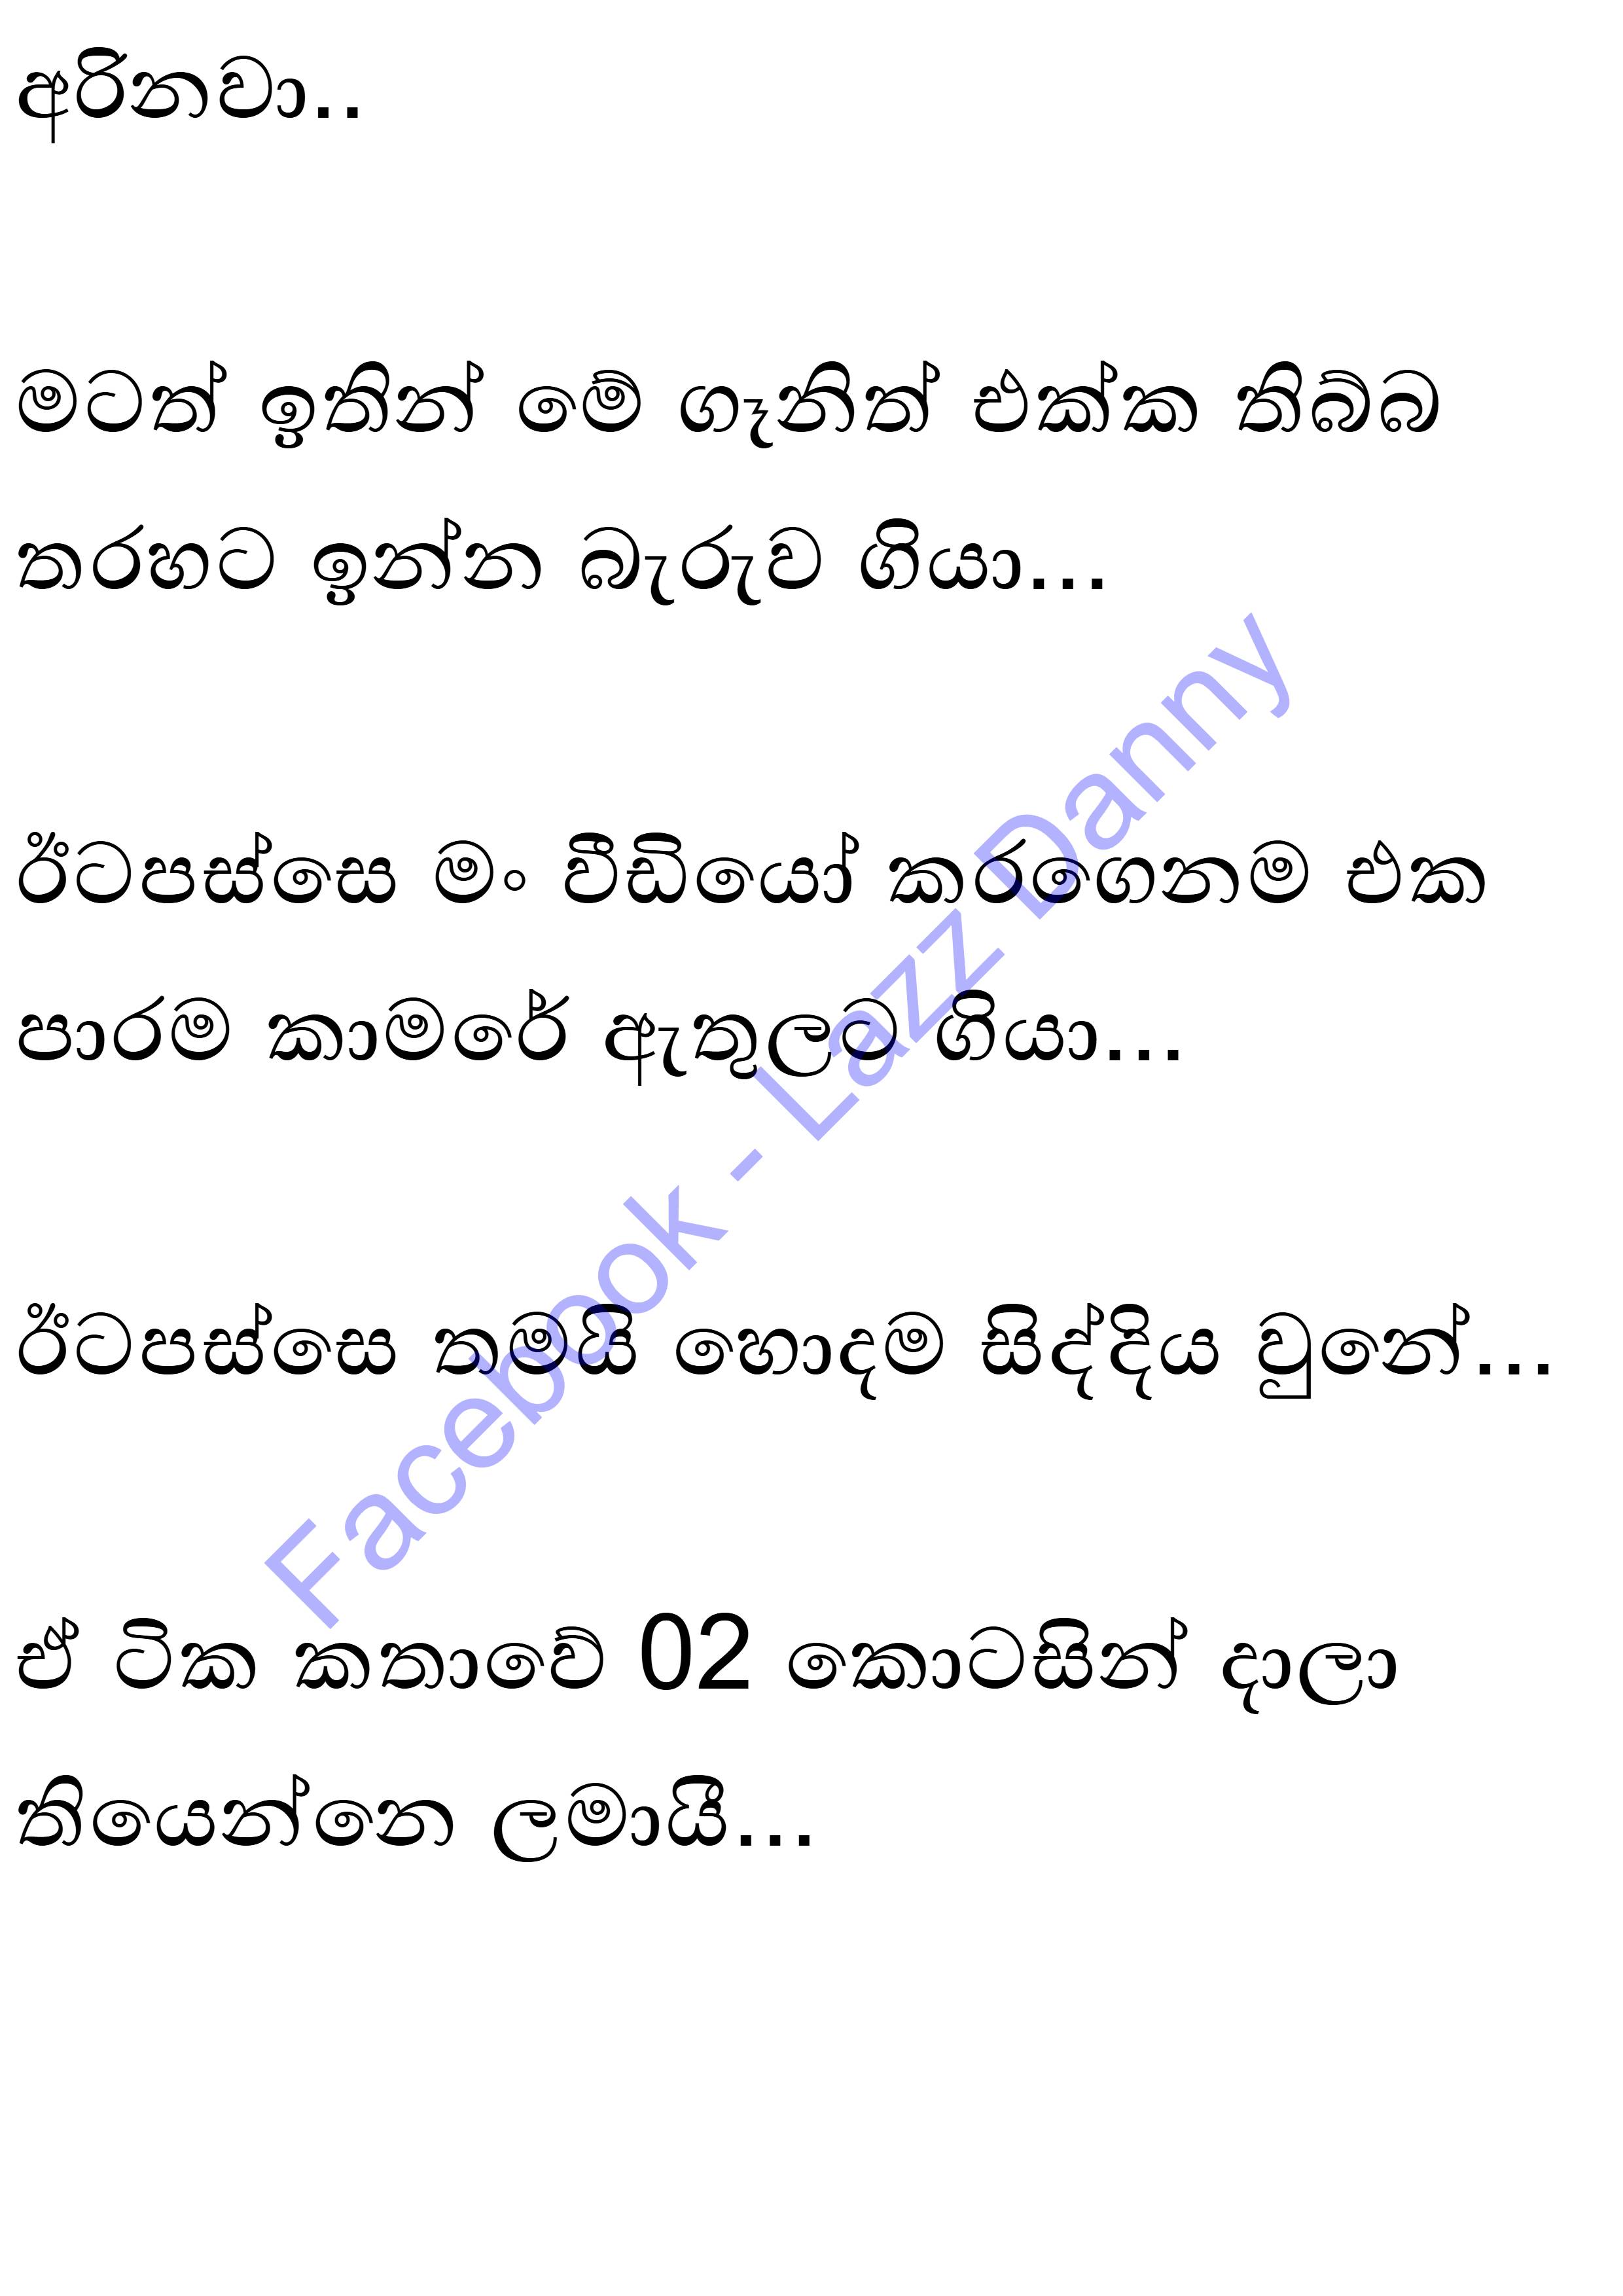 අරිනවා..
මටත් ඉතින් මේ ගෑනිත් එක්ක තිබ්බ
තරහට ඉන්න බැරුව ගියා...
ඊටපස්සෙ මං වීඩියෝ කරගෙනම එක
පාරම කාමරේ ඇතුලට ගියා...
ඊටපස්සෙ තමයි හොදම සිද්දිය වුනේ...
ඒ ටික කතාවේ 02 කොටසින් දාලා
තියෙන්නෙ ලමායි...
Facebook - Lazz Danny